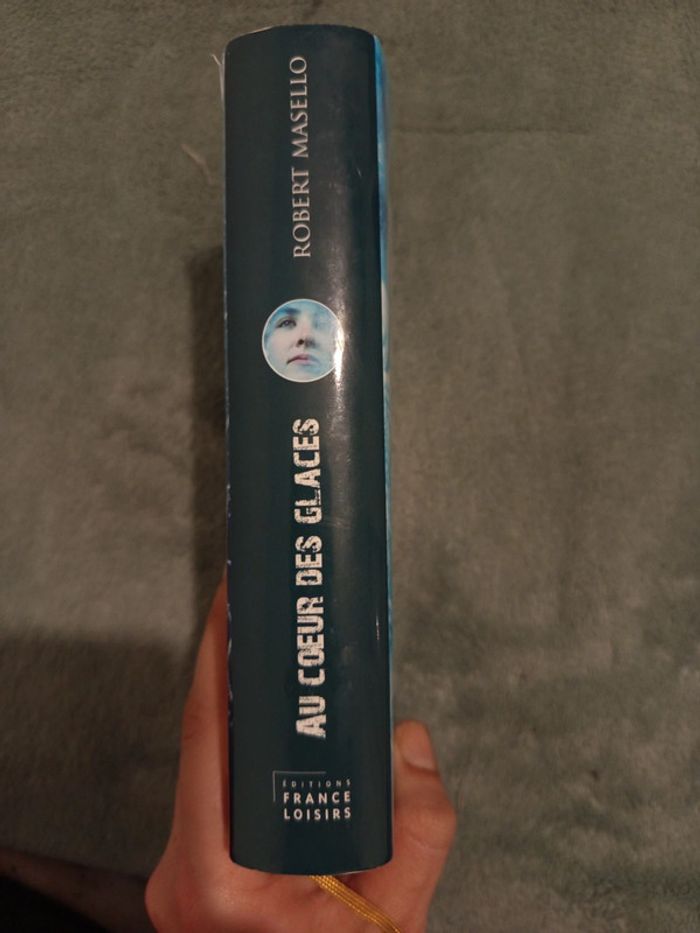 ROBERT MASELLO
AU COEUR DES GLACES
ÉDITIONS
FRANCE
LOISIRS